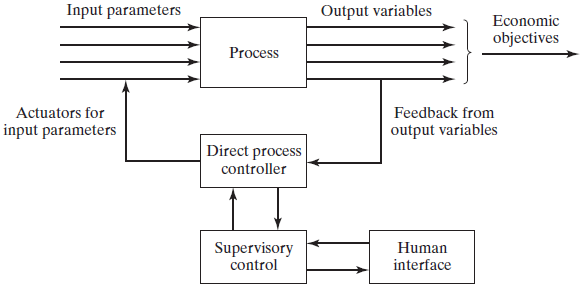 Input parameters
Output variables
Economic
objectives
Process
Actuators for
input parameters
Feedback from
output variables
Direct process
controller
Supervisory
control
Human
interface